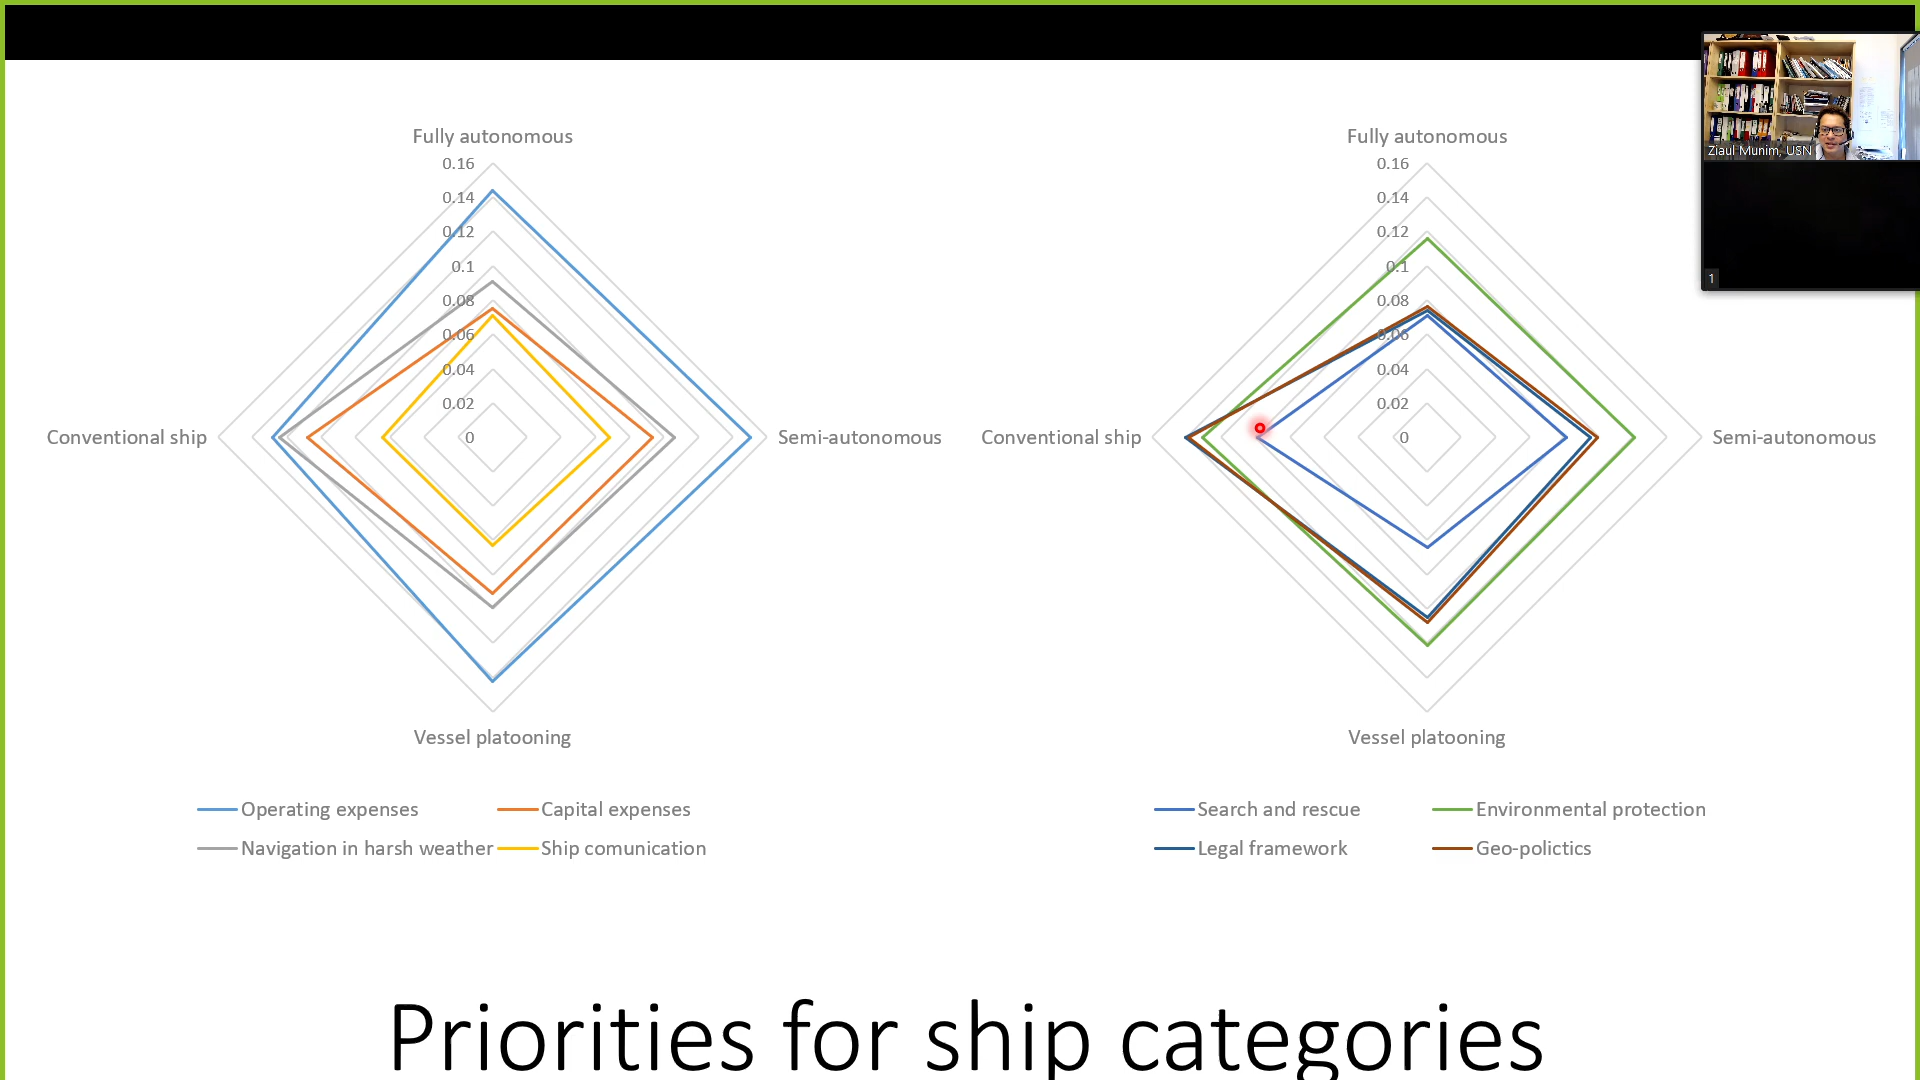 Fully autonomous
0.16
0.14
0.12
0.1
0.08
0.06
0.04
0.02
0
Conventional ship
Semi-autonomous
Vessel platooning
Operating expenses
Capital expenses
Navigation in harsh weather
Ship comunication
Fully autonomous
0.16
0.14
0.12
0.1
0.08
0.06
0.04
0.02
0
Conventional ship
Semi-autonomous
Vessel platooning
Search and rescue
Environmental protection
Legal framework
Geo-polictics
Ziaul Munim, USN
1
Priorities for ship categories